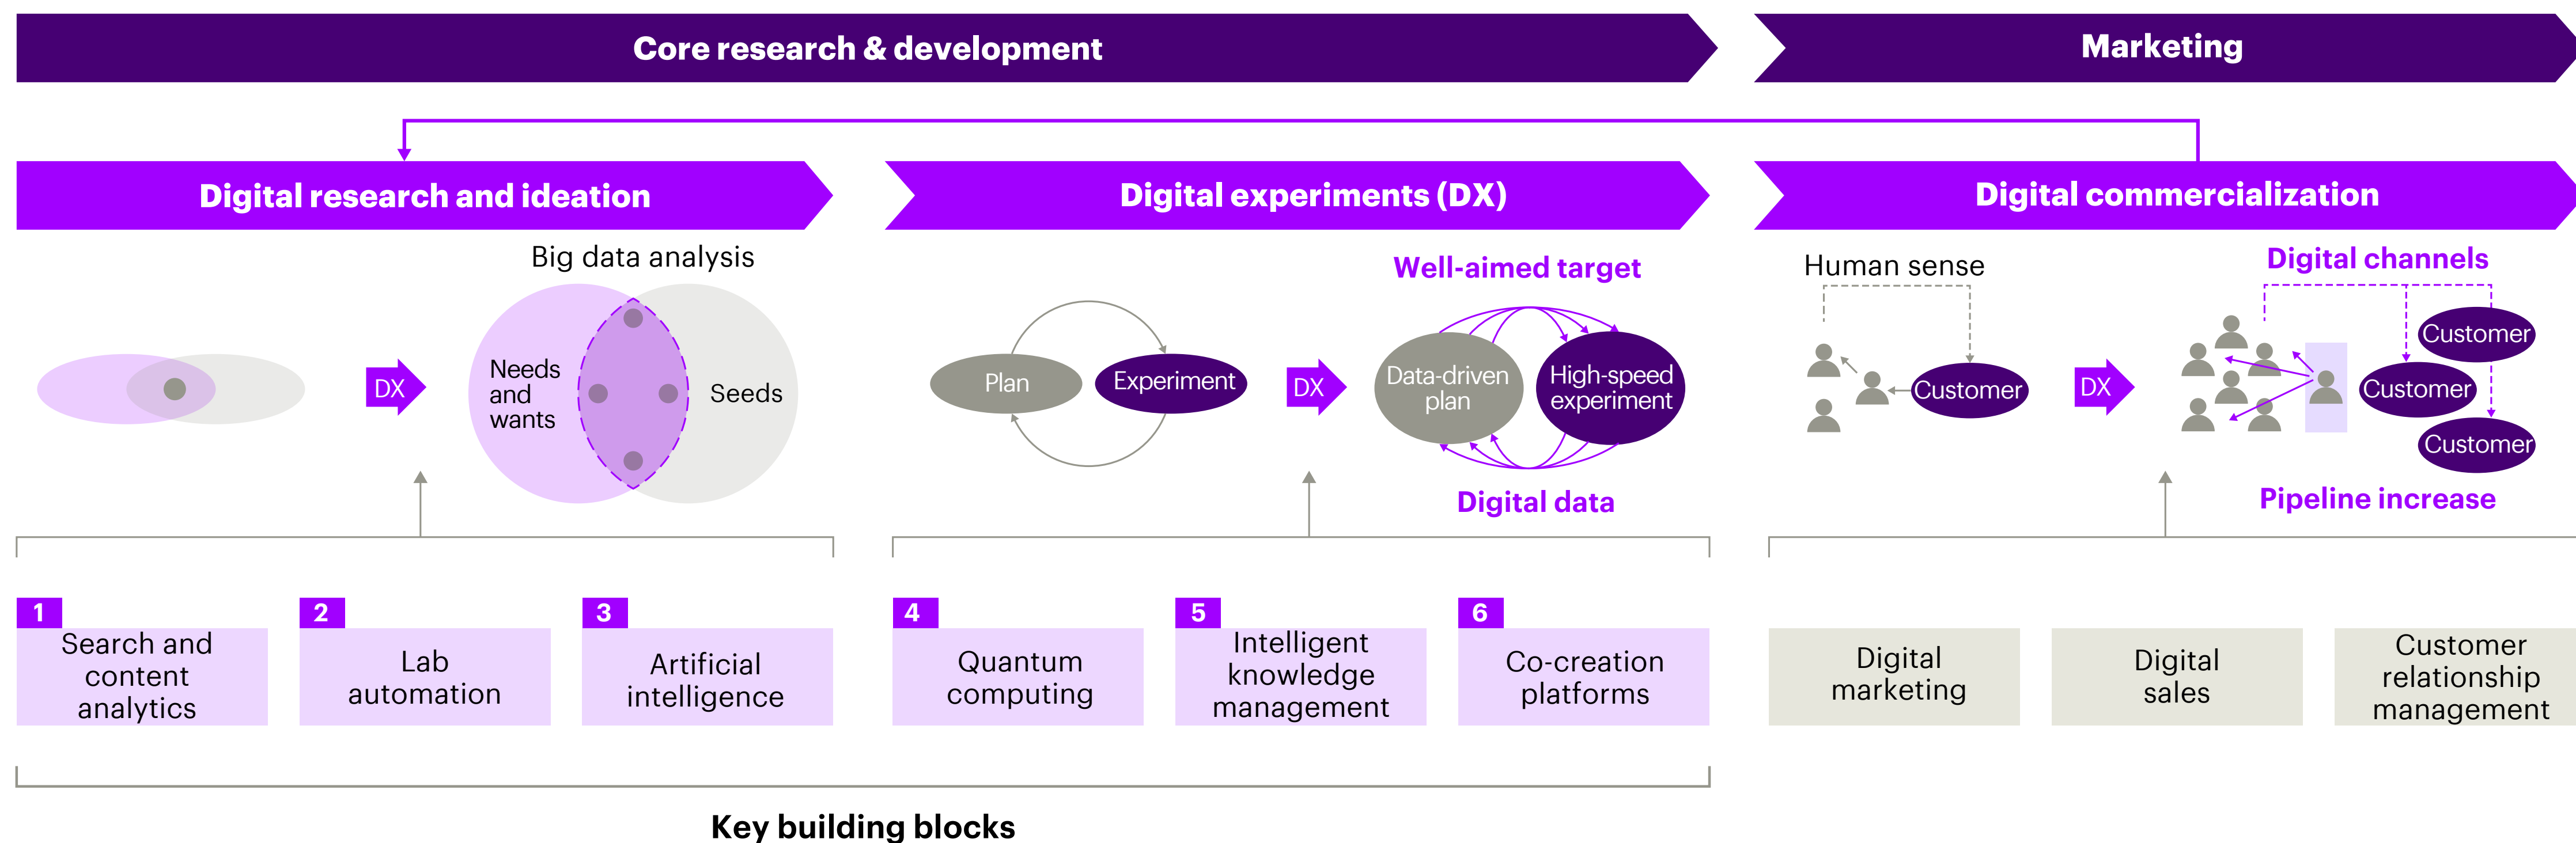 Core research & development
Marketing
Digital research and ideation
Digital experiments (DX)
Digital commercialization
Big data analysis
DX
Needs
and
wants
Seeds
Well-aimed target
Plan
Experiment
DX
Data-driven
plan
High-speed
experiment
Digital data
Human sense
Customer
DX
Digital channels
Customer
Customer
Customer
Pipeline increase
1
Search and
content
analytics
2
Lab
automation
3
Artificial
intelligence
4
Quantum
computing
5
Intelligent
knowledge
management
6
Co-creation
platforms
Digital
marketing
Digital
sales
Customer
relationship
management
Key building blocks